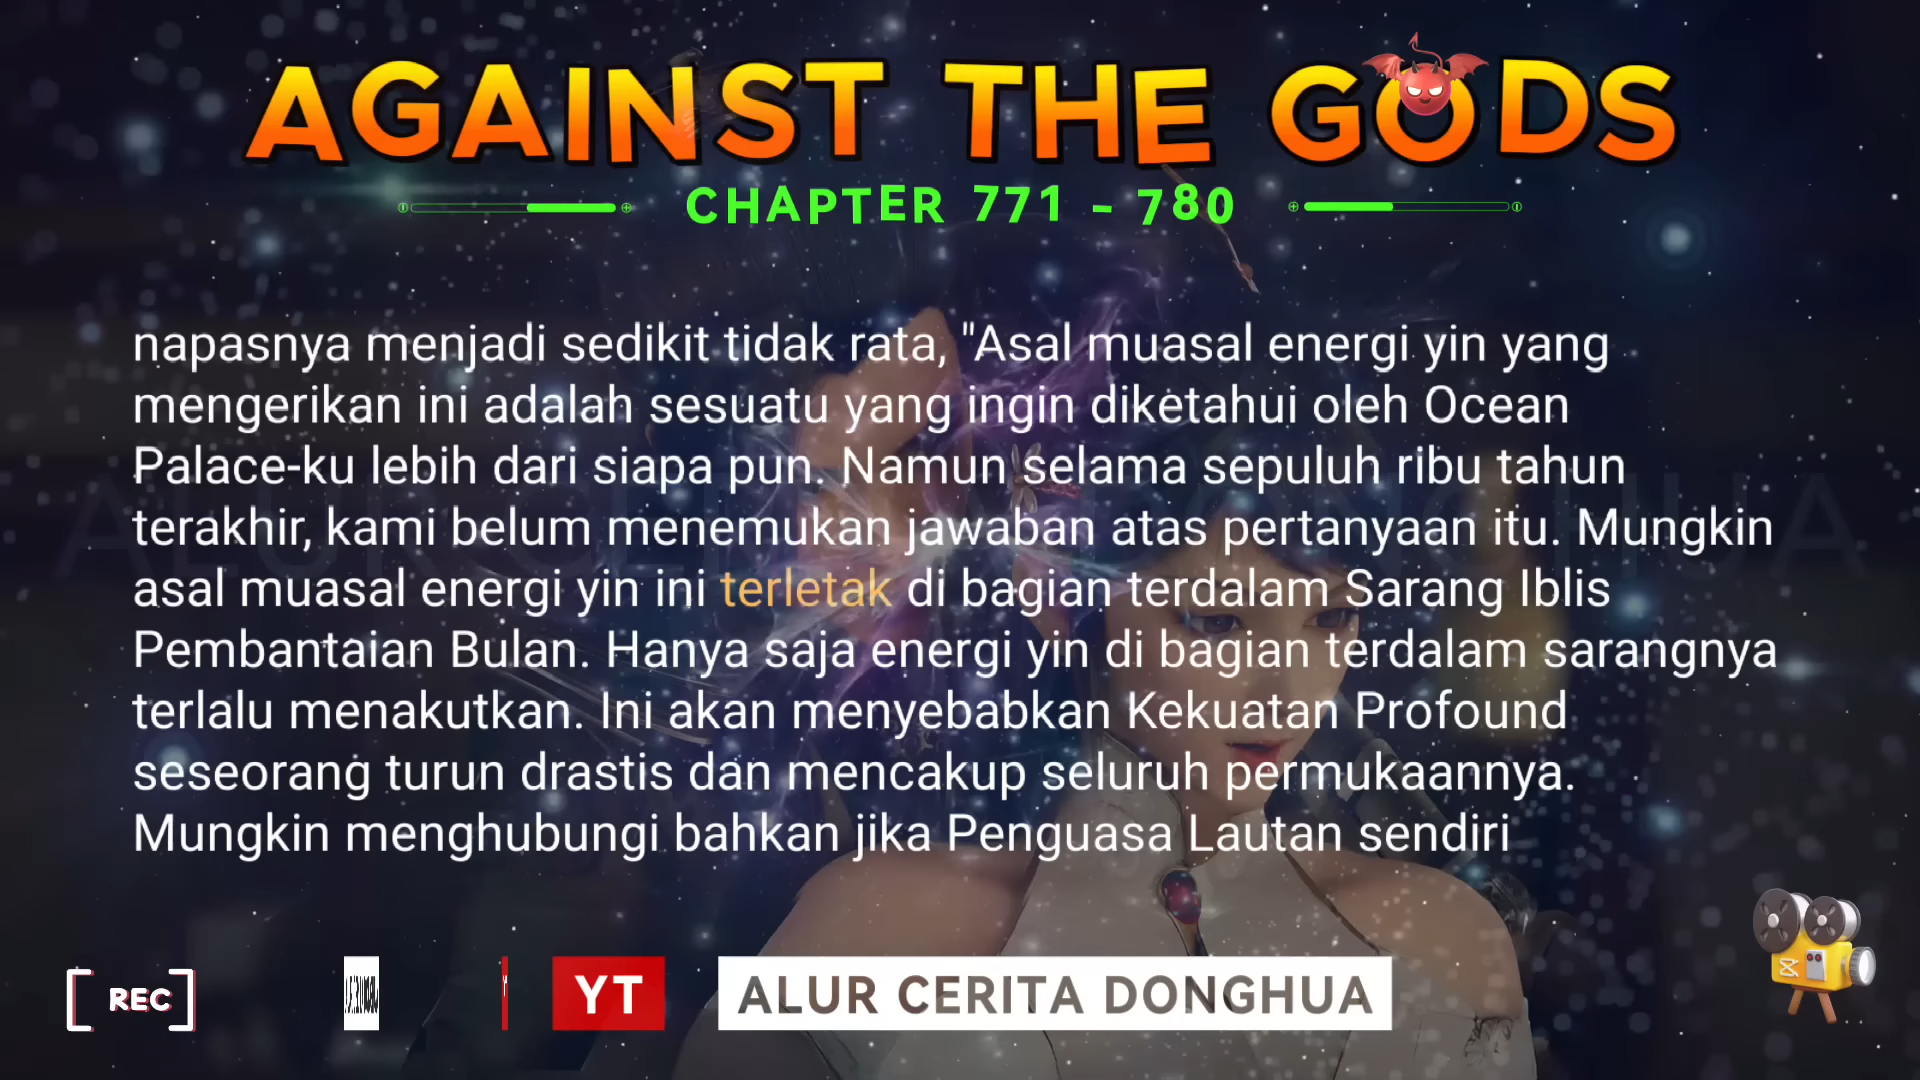 AGAINST THE GODS
CHAPTER 771 - 780
napasnya menjadi sedikit tidak rata, "Asal muasal energi yin yang
mengerikan ini adalah sesuatu yang ingin diketahui oleh Ocean
Palace-ku lebih dari siapa pun. Namun selama sepuluh ribu tahun
terakhir, kami belum menemukan jawaban atas pertanyaan itu. Mungkin
asal muasal energi yin ini terletak di bagian terdalam Sarang Iblis
Pembantaian Bulan. Hanya saja energi yin di bagian terdalam sarangnya
terlalu menakutkan. Ini akan menyebabkan Kekuatan Profound
seseorang turun drastis dan mencakup seluruh permukaannya.
Mungkin menghubungi bahkan jika Penguasa Lautan sendiri
REC
YT
ALUR CERITA DONGHUA